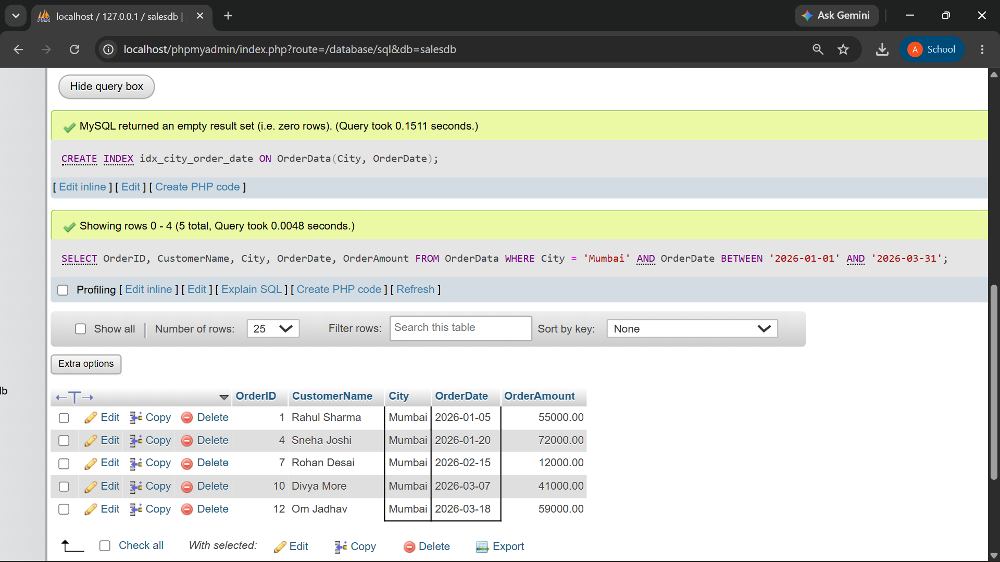 localhost / 127.0.0.1 / salesdb |
Ask Gemini
localhost/phpmyadmin/index.php?route=/database/sql&db=salesdb
A School
Hide query box
MySQL returned an empty result set (i.e. zero rows). (Query took 0.1511 seconds.)
CREATE INDEX idx_city_order_date ON OrderData(City, OrderDate);
[ Edit inline ] [ Edit ] [ Create PHP code ]
Showing rows 0 - 4 (5 total, Query took 0.0048 seconds.)
SELECT OrderID, CustomerName, City, OrderDate, OrderAmount FROM OrderData WHERE City = 'Mumbai' AND OrderDate BETWEEN '2026-01-01' AND '2026-03-31';
Profiling [ Edit inline ] [ Edit ] [ Explain SQL ] [ Create PHP code ] [ Refresh ]
Show all | Number of rows: 25 Filter rows: Search this table Sort by key: None
Extra options
lb
←T→ OrderID CustomerName City OrderDate OrderAmount
Edit Copy Delete 1 Rahul Sharma Mumbai 2026-01-05 55000.00
Edit Copy Delete 4 Sneha Joshi Mumbai 2026-01-20 72000.00
Edit Copy Delete 7 Rohan Desai Mumbai 2026-02-15 12000.00
Edit Copy Delete 10 Divya More Mumbai 2026-03-07 41000.00
Edit Copy Delete 12 Om Jadhav Mumbai 2026-03-18 59000.00
Check all With selected: Edit Copy Delete Export